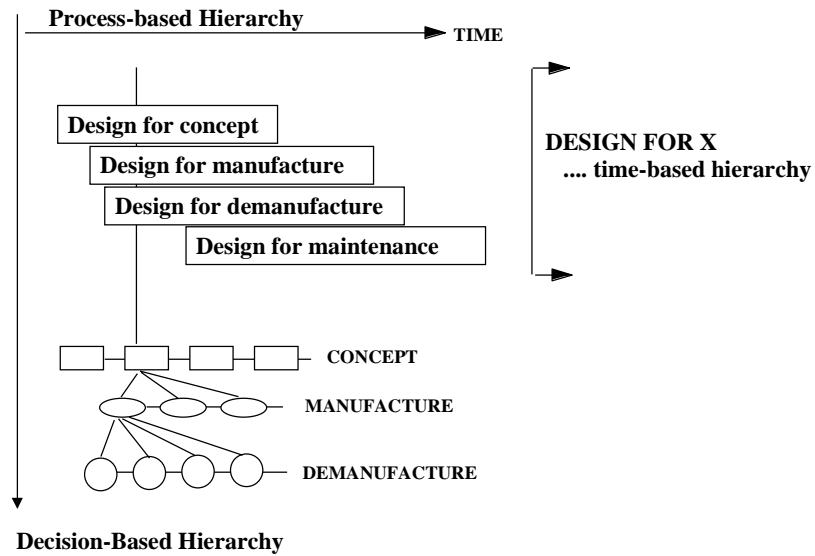 Process-based Hierarchy
TIME
Design for concept
Design for manufacture
Design for demanufacture
Design for maintenance
DESIGN FOR X
.... time-based hierarchy
CONCEPT
MANUFACTURE
DEMANUFACTURE
Decision-Based Hierarchy